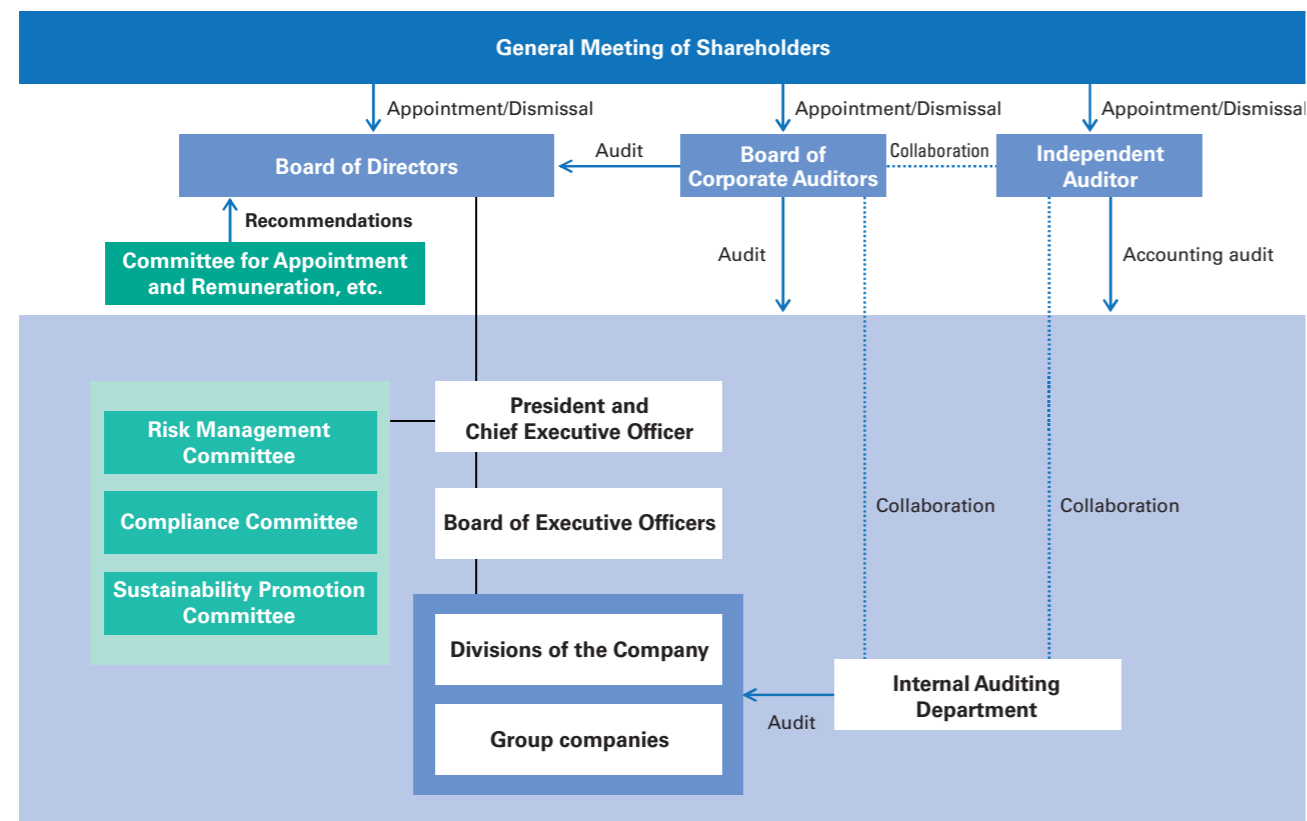 General Meeting of Shareholders
Appointment/Dismissal
Appointment/Dismissal
Appointment/Dismissal
Board of Directors
Audit
Board of
Corporate Auditors
Collaboration
Independent
Auditor
Recommendations
Committee for Appointment
and Remuneration, etc.
Audit
Accounting audit
President and
Chief Executive Officer
Risk Management
Committee
Compliance Committee
Board of Executive Officers
Collaboration
Collaboration
Sustainability Promotion
Committee
Divisions of the Company
Internal Auditing
Department
Audit
Group companies